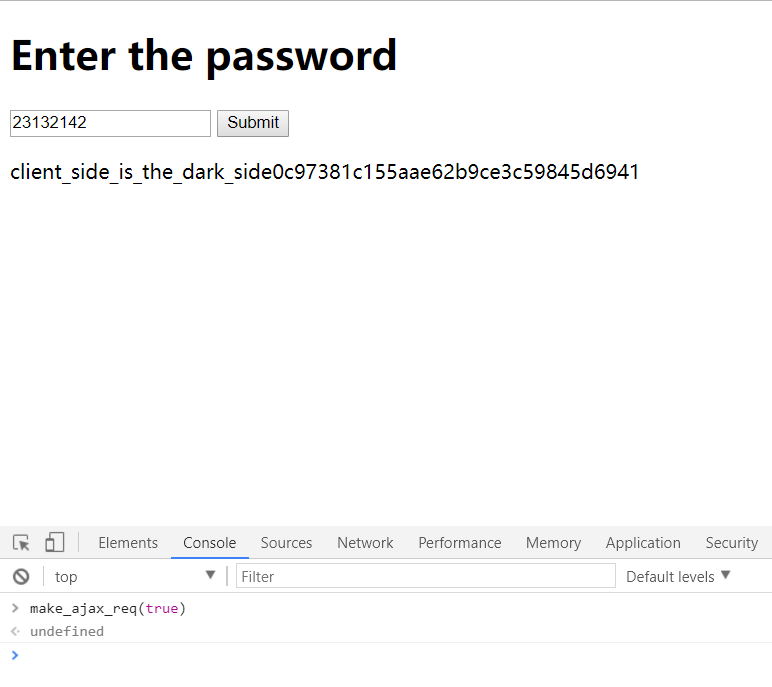 Enter the password
23132142 Submit
client_side_is_the_dark_side0c97381c155aae62b9ce3c59845d6941
Elements Console Sources Network Performance Memory Application Security
top Filter Default levels
make_ajax_req(true)
undefined